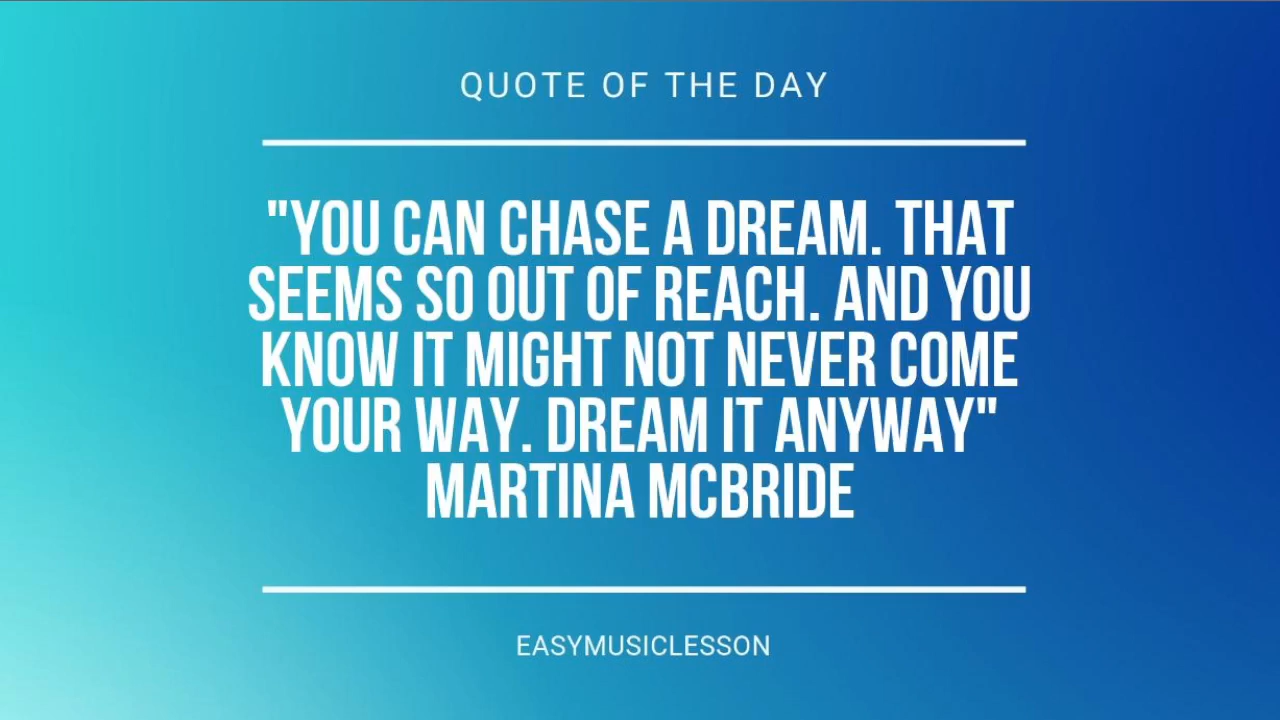 QUOTE OF THE DAY
"YOU CAN CHASE A DREAM. THAT
SEEMS SO OUT OF REACH. AND YOU
KNOW IT MIGHT NOT NEVER COME
YOUR WAY. DREAM IT ANYWAY"
MARTINA MCBRIDE
EASYMUSICLESSON